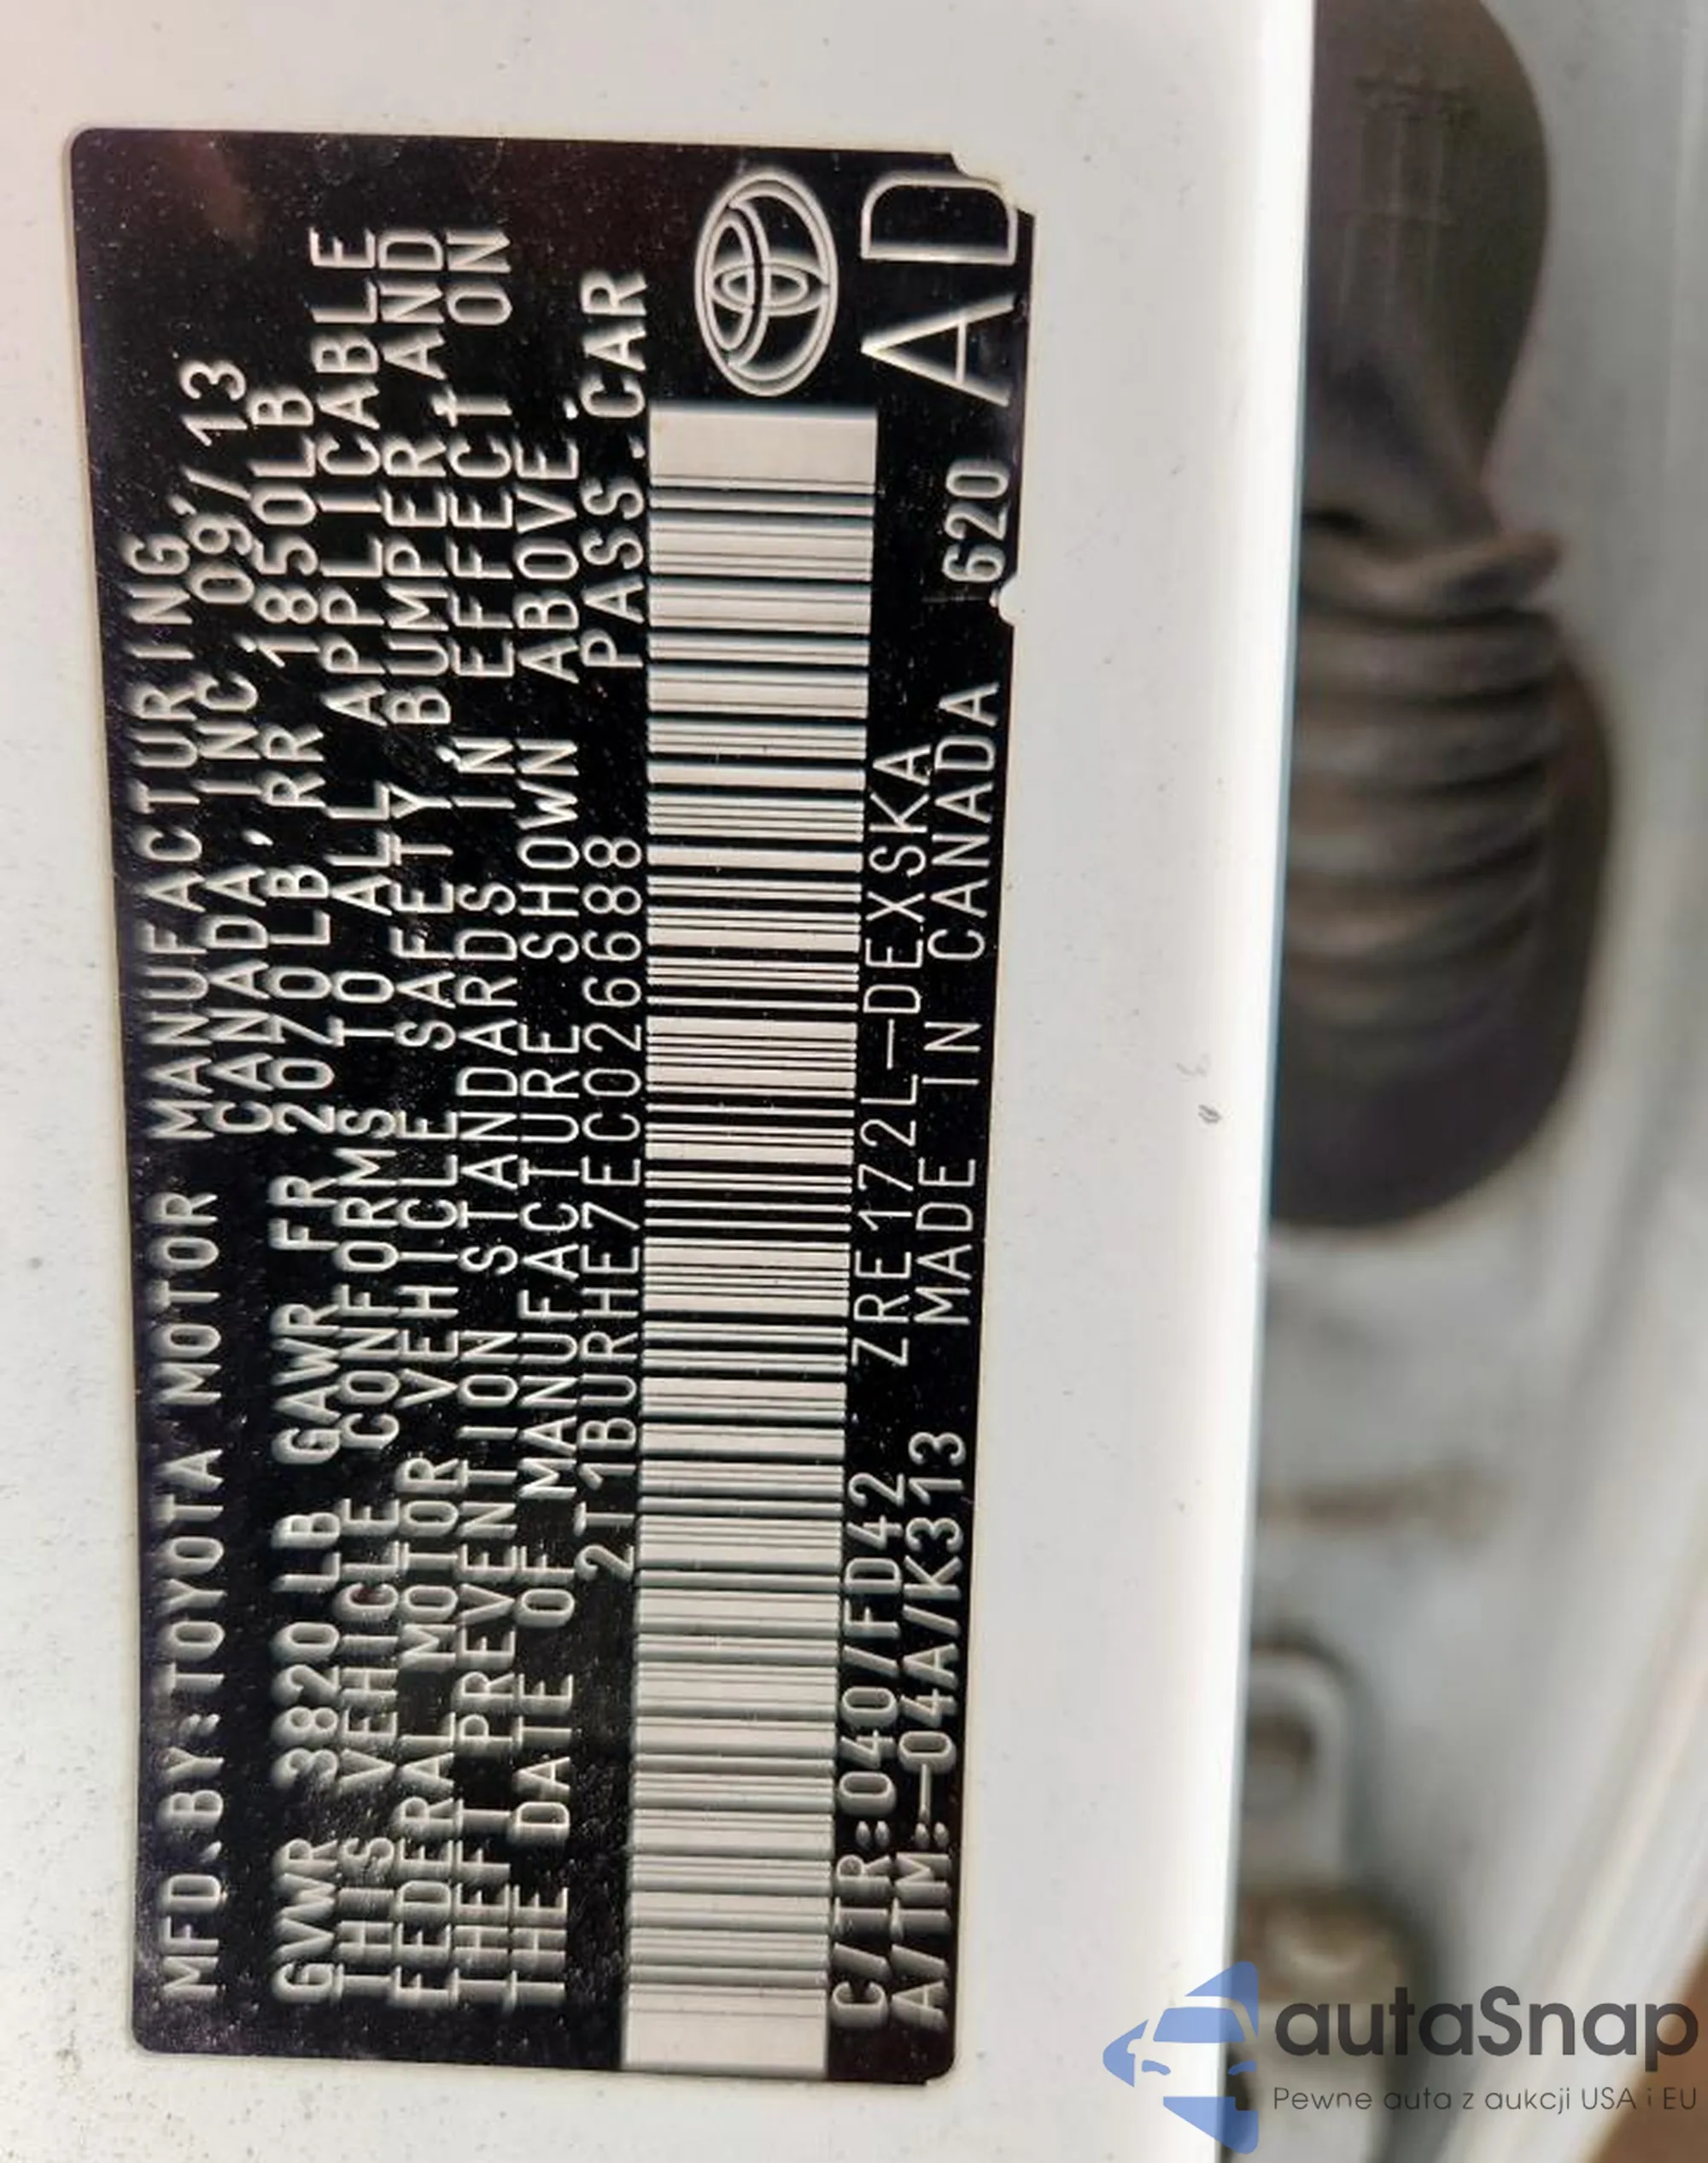 MFD.BY:TOYOTA MOTOR MANUFACTURING
CANADA, INC. 09/13
GVWR 3820 LB GAWR FR 2070LB RR 1850LB
THIS VEHICLE CONFORMS TO ALL APPLICABLE
FEDERAL MOTOR VEHICLE SAFETY, BUMPER, AND
THEFT PREVENTION STANDARDS IN EFFECT ON
THE DATE OF MANUFACTURE SHOWN ABOVE.
2T1BURHE7EC026688 PASS.CAR
C/TR:040/FD42 ZRE172L-DEXSKA
A/TM:-04A/K313 MADE IN CANADA 620
AD
autaSnap
Pewne auta z aukcji USA i EU